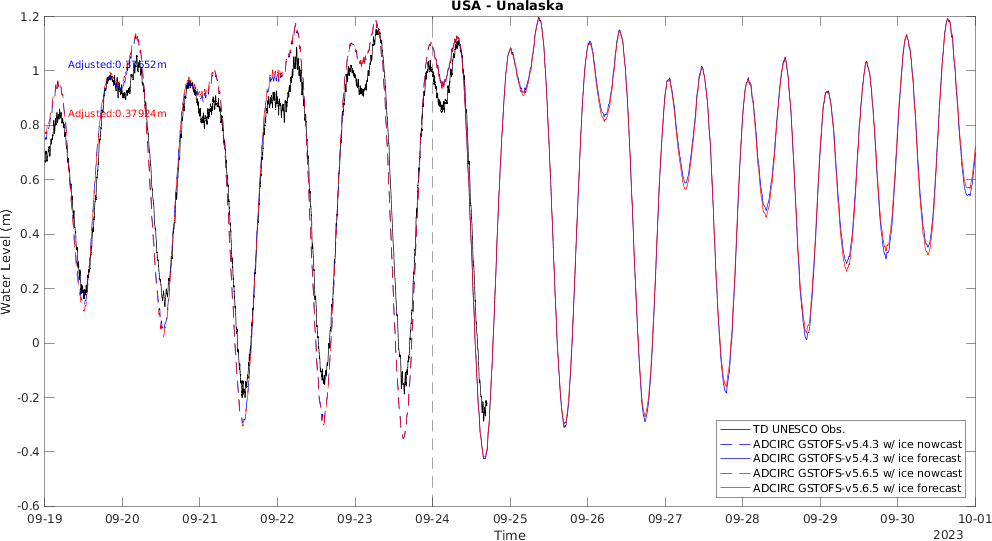 USA - Unalaska
Water Level (m)
1.2
1
0.8
0.6
0.4
0.2
0
-0.2
-0.4
-0.6
Adjusted:0.37652m
Adjusted:0.37924m
TD UNESCO Obs.
ADCIRC GSTOFS-v5.4.3 w/ ice nowcast
ADCIRC GSTOFS-v5.4.3 w/ ice forecast
ADCIRC GSTOFS-v5.6.5 w/ ice nowcast
ADCIRC GSTOFS-v5.6.5 w/ ice forecast
09-19 09-20 09-21 09-22 09-23 09-24 09-25 09-26 09-27 09-28 09-29 09-30 10-01
Time
2023